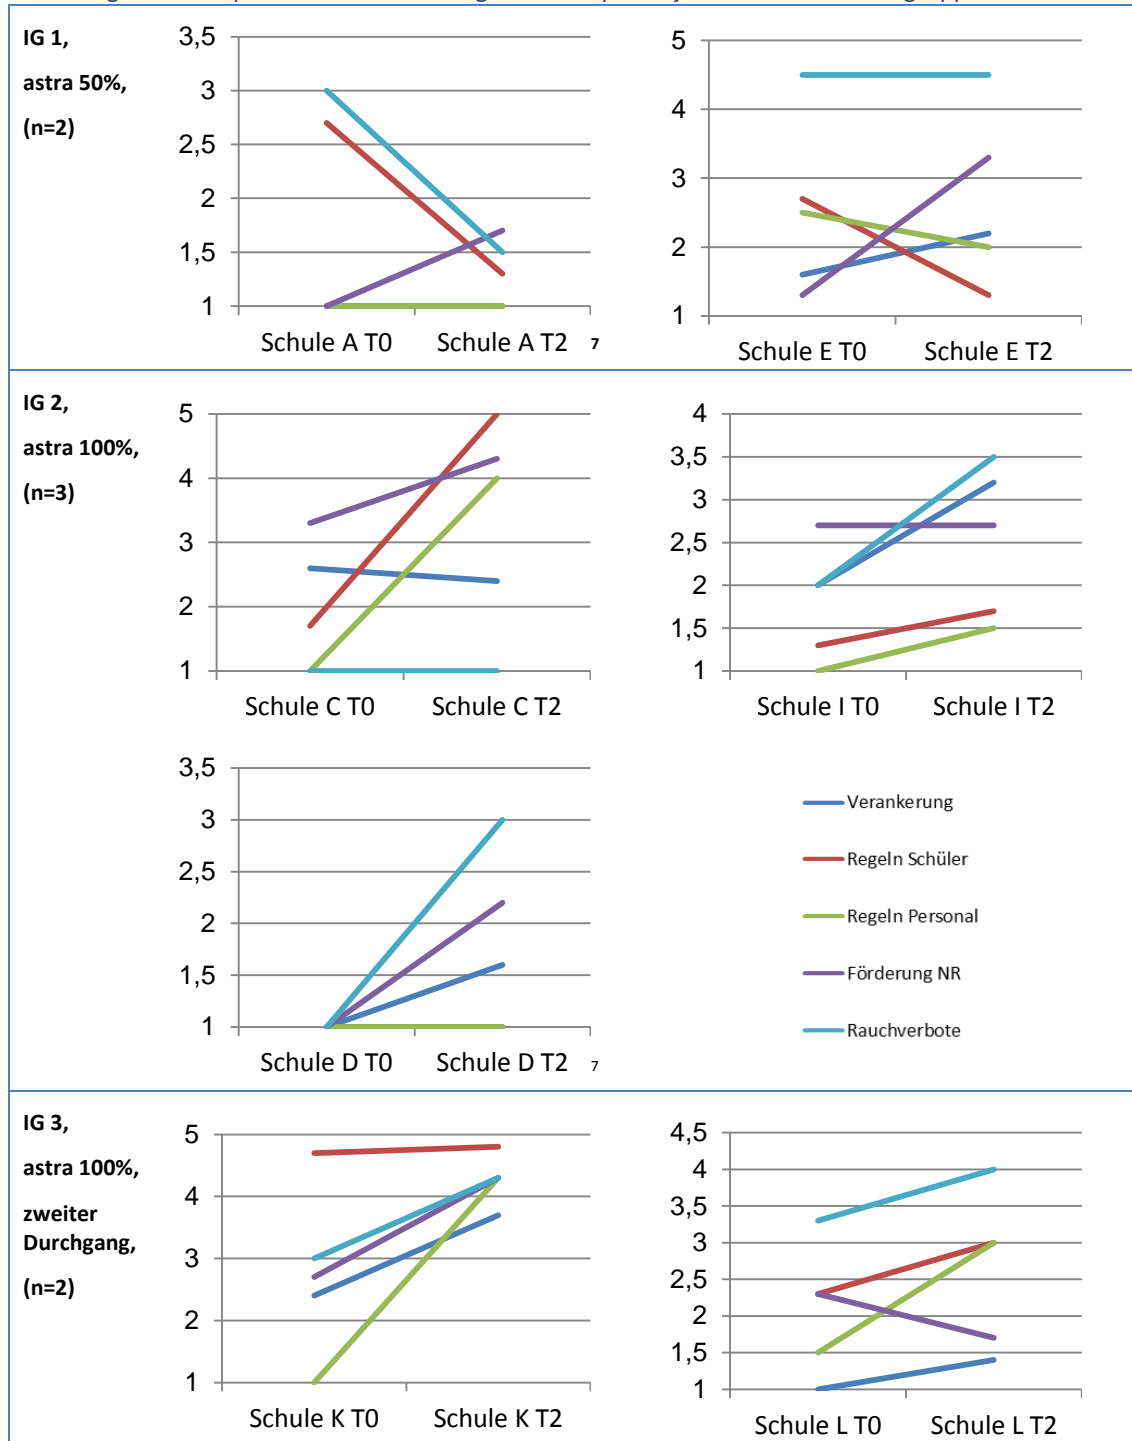 IG 1,
astra 50%,
(n=2)
3,5
3
2,5
2
1,5
1
Schule A T0 Schule A T2 7
5
4
3
2
1
Schule E T0 Schule E T2
IG 2,
astra 100%,
(n=3)
5
4
3
2
1
Schule C T0 Schule C T2
4
3,5
3
2,5
2
1,5
1
Schule I T0 Schule I T2
3,5
3
2,5
2
1,5
1
Schule D T0 Schule D T2 7
Verankerung
Regeln Schüler
Regeln Personal
Förderung NR
Rauchverbote
IG 3,
astra 100%,
zweiter
Durchgang,
(n=2)
5
4
3
2
1
Schule K T0 Schule K T2
4,5
4
3,5
3
2,5
2
1,5
1
Schule L T0 Schule L T2